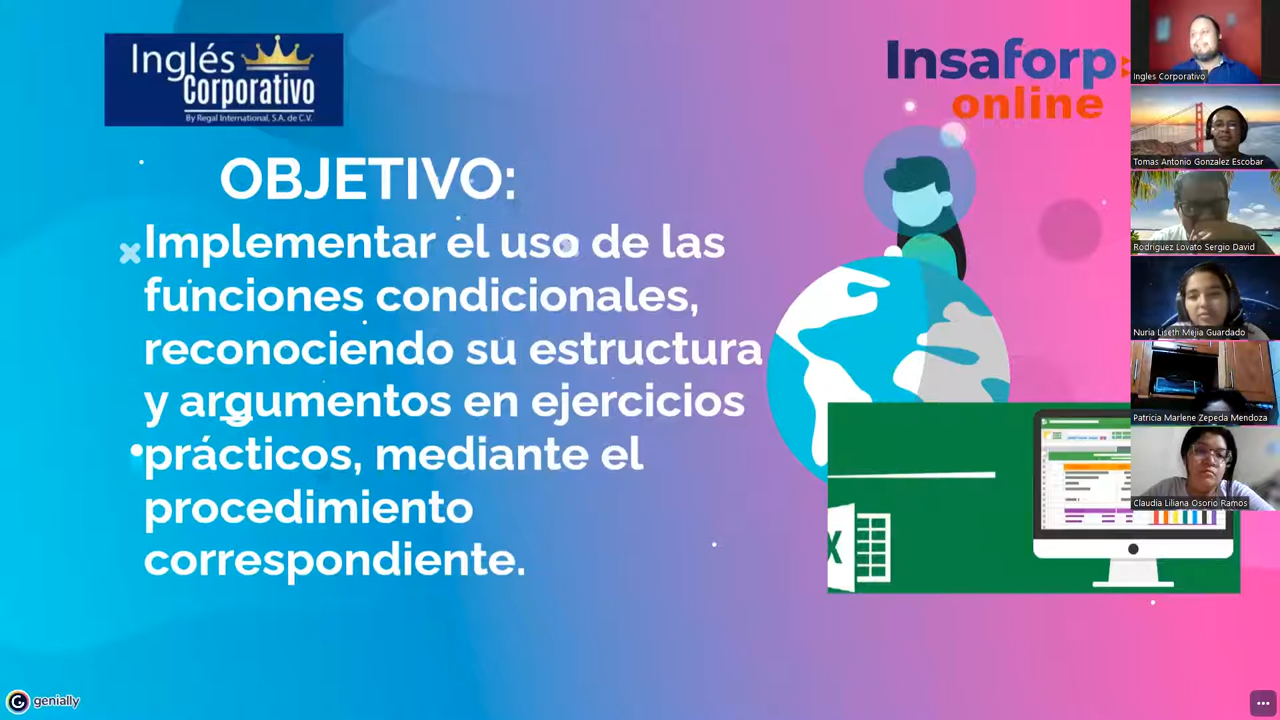 Inglés
Corporativo
By Regal International, S.A. de C.V.
Insaforp
online
OBJETIVO:
Implementar el uso de las
funciones condicionales,
reconociendo su estructura
y argumentos en ejercicios
prácticos, mediante el
procedimiento
correspondiente.
X
genially
Ingles Corporativo
Tomas Antonio Gonzalez Escobar
Rodriguez Lovato Sergio David
Nuria Liseth Mejia Guardado
Patricia Marlene Zepeda Mendoza
Claudia Liliana Osorio Ramos